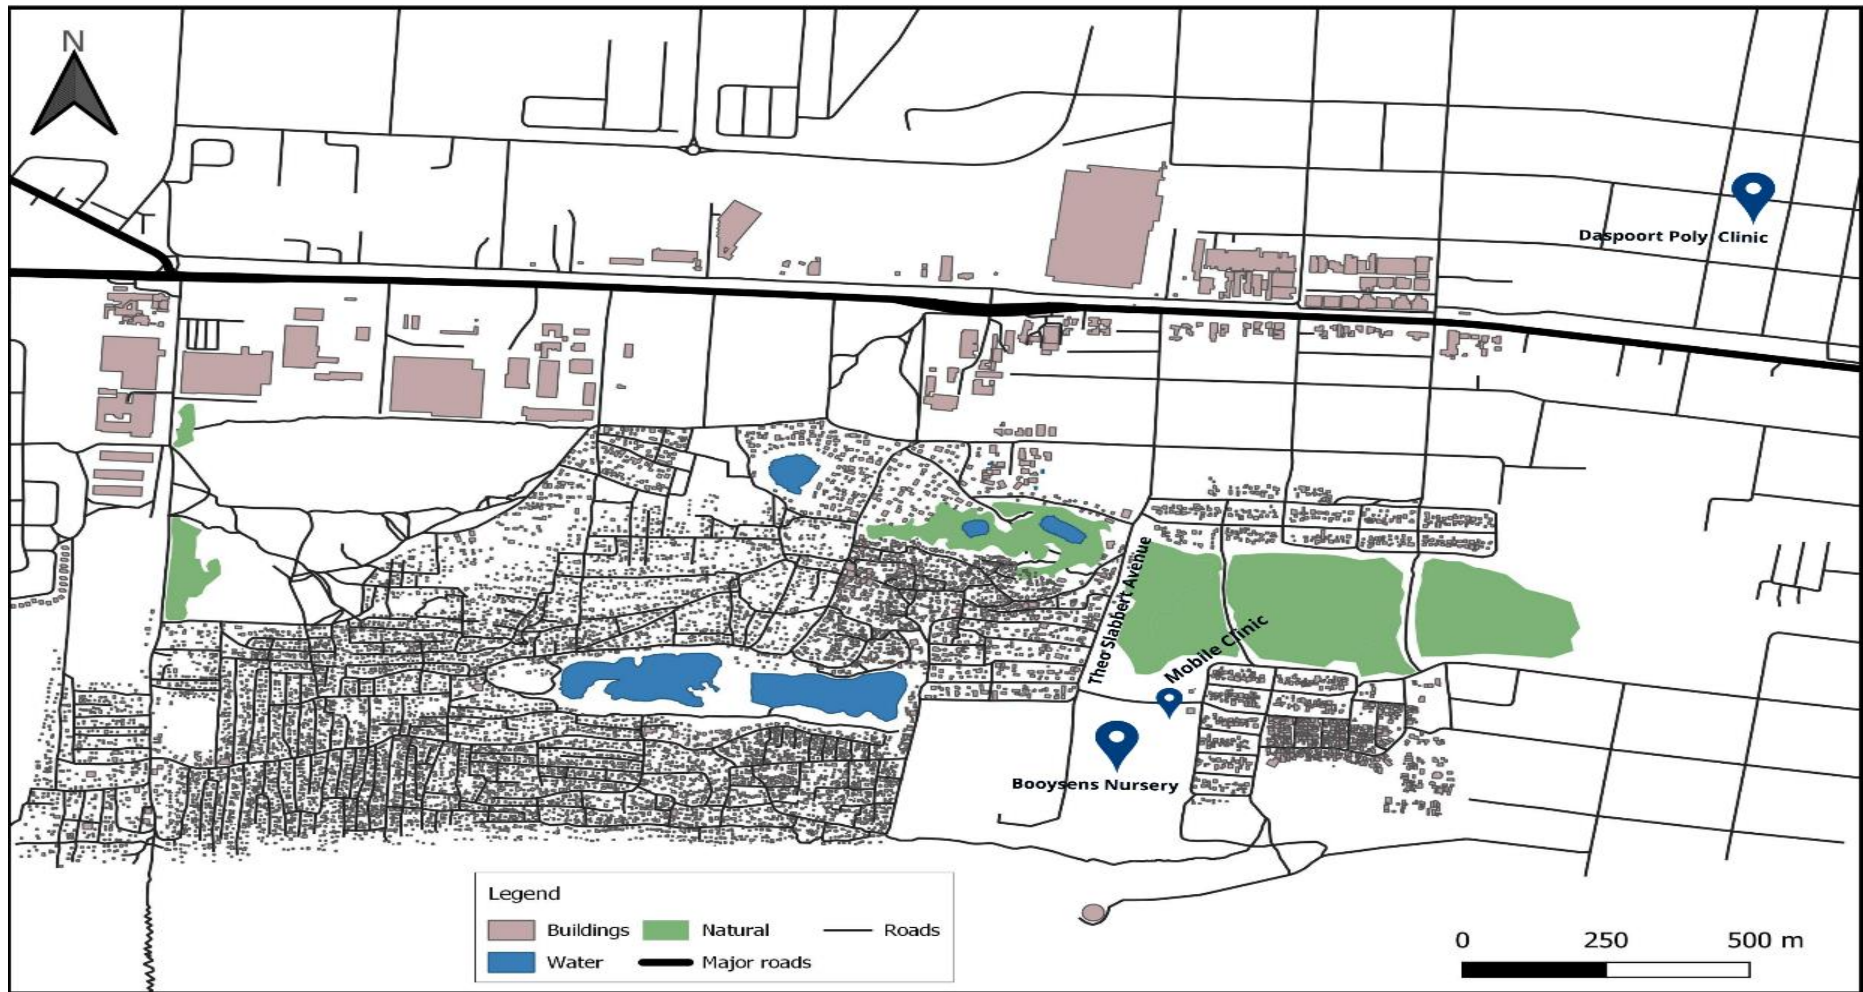 N
Daspoort Poly Clinic
Theo Slabbert Avenue
Mobile Clinic
Booysens Nursery
Legend
Buildings Natural Roads
Water Major roads
0 250 500 m